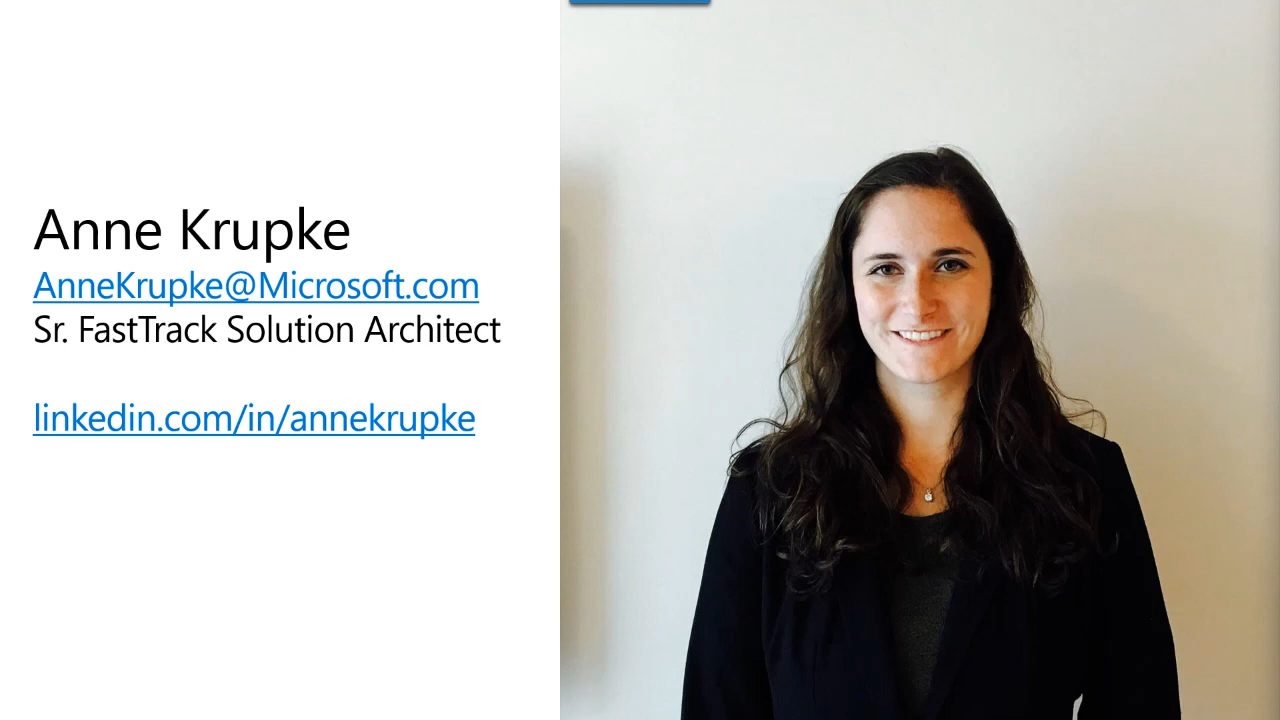 Anne Krupke
AnneKrupke@Microsoft.com
Sr. FastTrack Solution Architect
linkedin.com/in/annekrupke